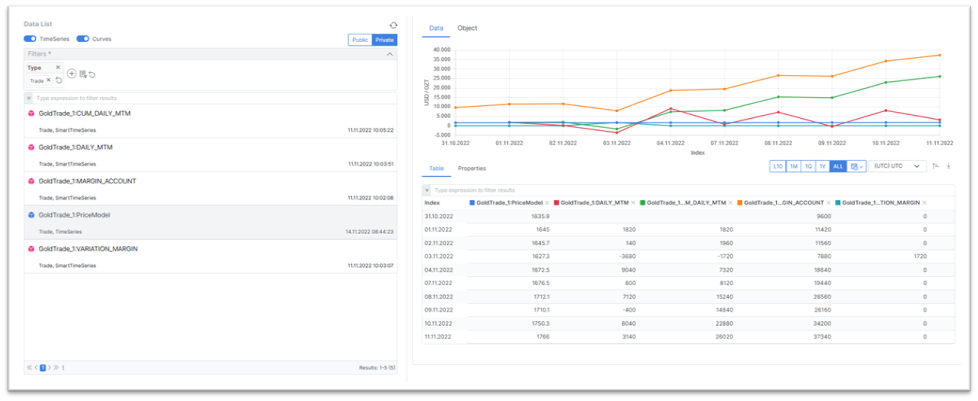 Data List
TimeSeries Curves
Public Private
Filters *
Type ×
Trade ×
Type expression to filter results
GoldTrade_1:CUM_DAILY_MTM
Trade, SmartTimeSeries 11.11.2022 10:05:22
GoldTrade_1:DAILY_MTM
Trade, SmartTimeSeries 11.11.2022 10:03:51
GoldTrade_1:MARGIN_ACCOUNT
Trade, SmartTimeSeries 11.11.2022 10:02:08
GoldTrade_1:PriceModel
Trade, TimeSeries 14.11.2022 08:44:23
GoldTrade_1:VARIATION_MARGIN
Trade, SmartTimeSeries 11.11.2022 10:03:07
1
Results: 1-5 (5)
Data Object
USD / OZT
40.000
35.000
30.000
25.000
20.000
15.000
10.000
5.000
0
-5.000
31.10.2022 01.11.2022 02.11.2022 03.11.2022 04.11.2022 07.11.2022 08.11.2022 09.11.2022 10.11.2022 11.11.2022
Index
Table Properties
L10 1M 1Q 1Y ALL (UTC) UTC
Type expression to filter results
Index GoldTrade_1:PriceModel × GoldTrade_1:DAILY_MTM × GoldTrade_1...M_DAILY_MTM × GoldTrade_1...GIN_ACCOUNT × GoldTrade_1...TION_MARGIN ×
31.10.2022 1635.9 9600 0
01.11.2022 1645 1820 1820 11420 0
02.11.2022 1645.7 140 1960 11560 0
03.11.2022 1627.3 -3680 -1720 7880 1720
04.11.2022 1672.5 9040 7320 18640 0
07.11.2022 1676.5 800 8120 19440 0
08.11.2022 1712.1 7120 15240 26560 0
09.11.2022 1710.1 -400 14840 26160 0
10.11.2022 1750.3 8040 22880 34200 0
11.11.2022 1766 3140 26020 37340 0